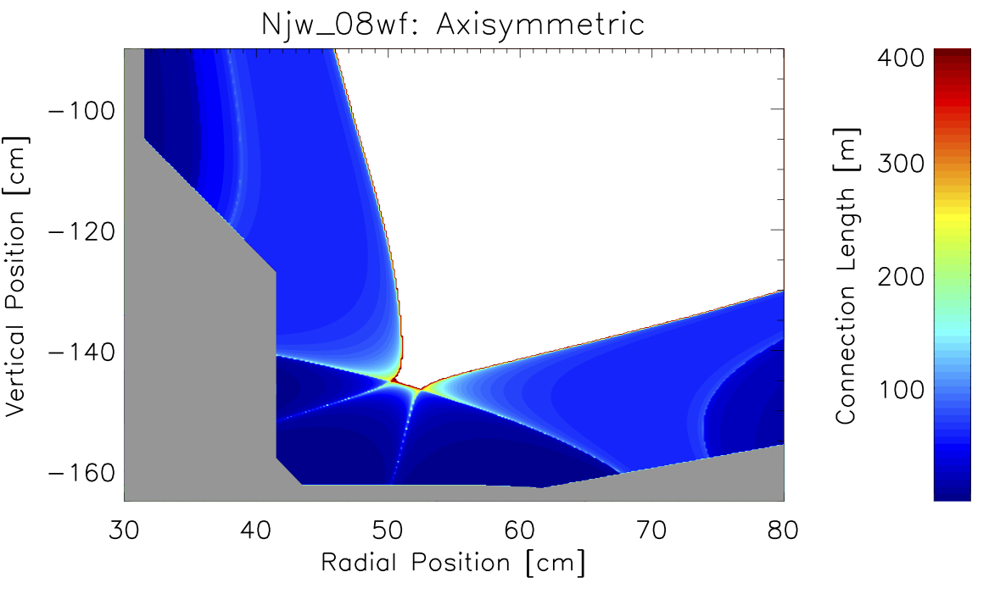 Njw_08wf: Axisymmetric
Vertical Position [cm]
-100
-120
-140
-160
30 40 50 60 70 80
Radial Position [cm]
Connection Length [m]
400
300
200
100